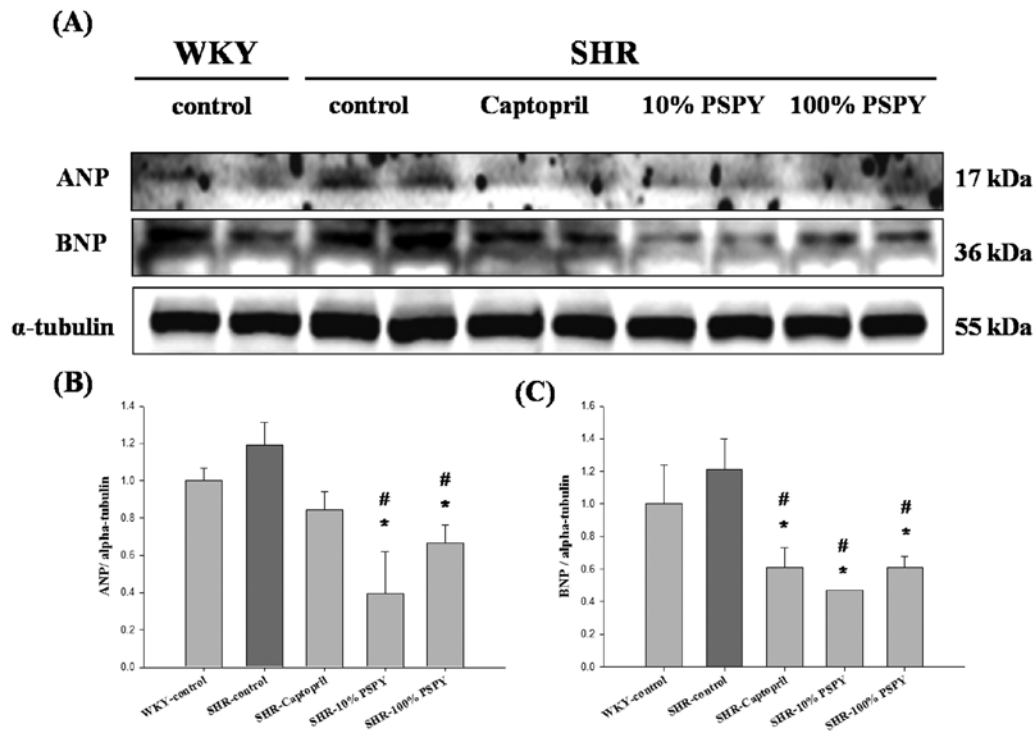 (A)
WKY SHR
control control Captopril 10% PSPY 100% PSPY
ANP 17 kDa
BNP 36 kDa
α-tubulin 55 kDa
(B)
1.4
1.2
1.0
0.8
0.6
0.4
0.2
0.0
ANP/ alpha-tubulin
# #
* *
WKY-control SHR-control SHR-Captopril SHR-10% PSPY SHR-100% PSPY
(C)
1.6
1.4
1.2
1.0
0.8
0.6
0.4
0.2
0.0
BNP / alpha-tubulin
# # #
* * *
WKY-control SHR-control SHR-Captopril SHR-10% PSPY SHR-100% PSPY